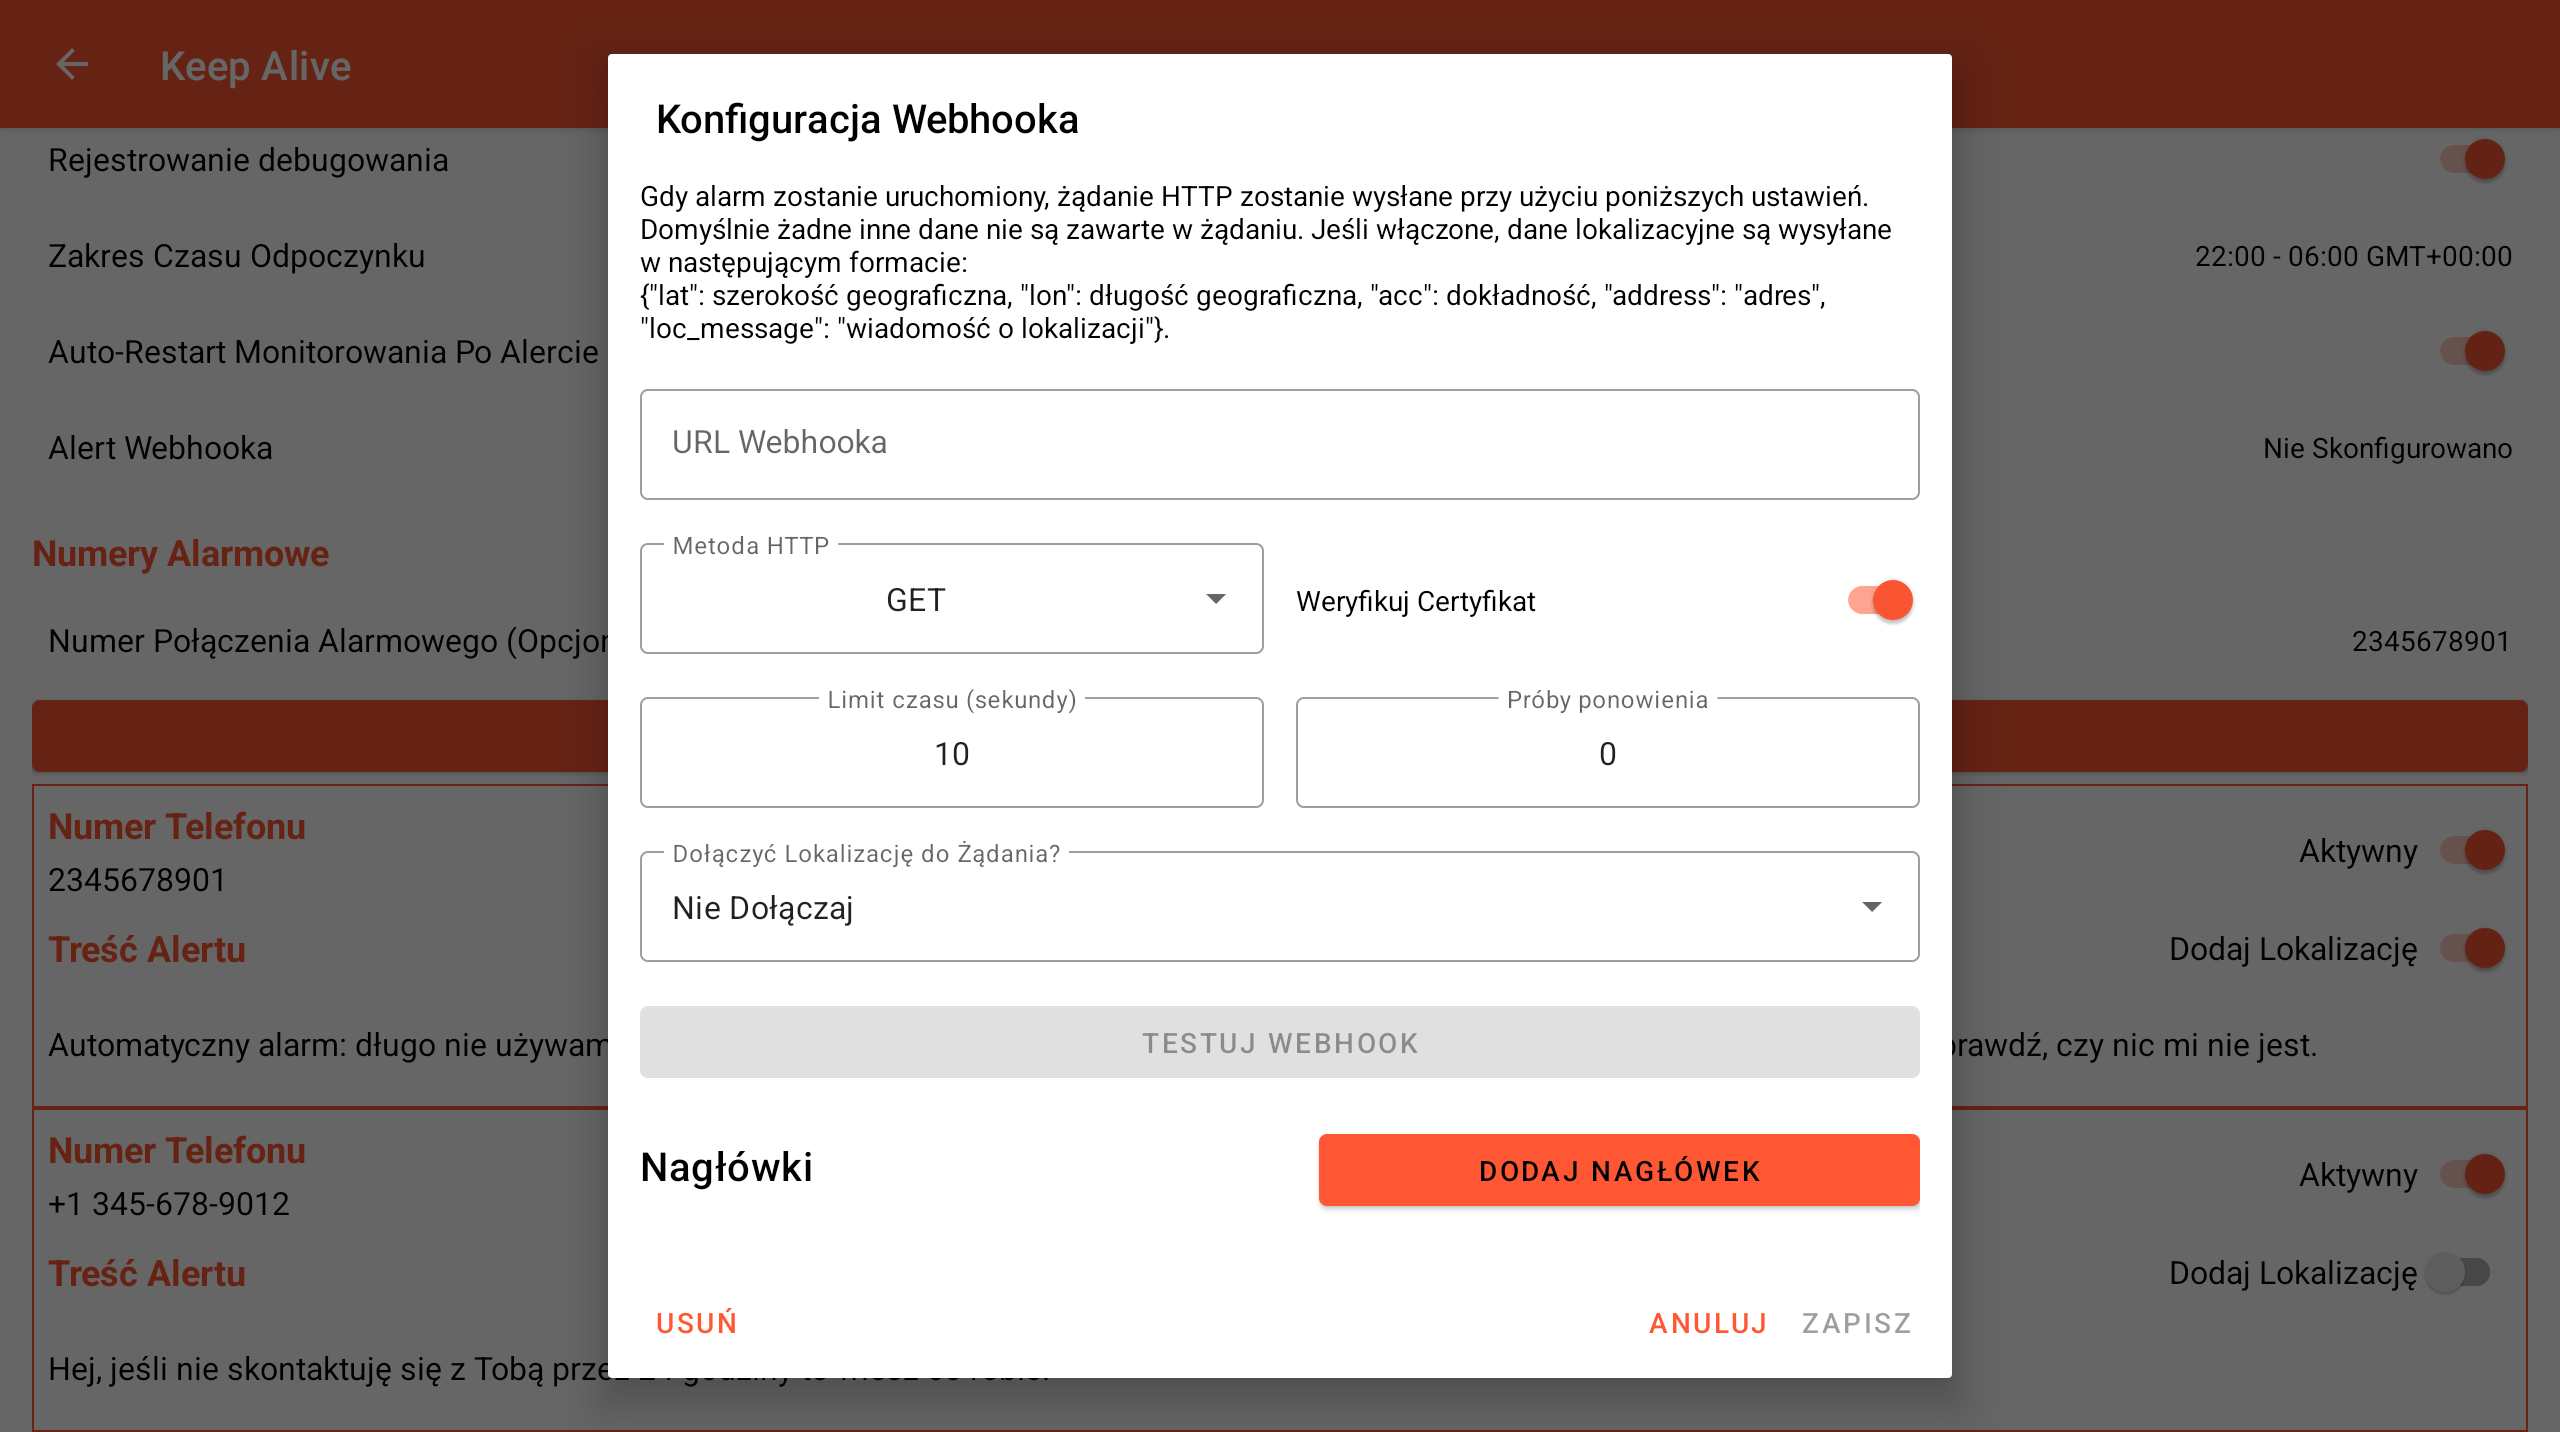 Keep Alive
Rejestrowanie debugowania
Zakres Czasu Odpoczynku
22:00 - 06:00 GMT+00:00
Auto-Restart Monitorowania Po Alercie
Alert Webhooka
Nie Skonfigurowano
Numery Alarmowe
Numer Połączenia Alarmowego
2345678901
Numer Telefonu
2345678901
Aktywny
Treść Alertu
Dodaj Lokalizację
Automatyczny alarm: długo nie używam
czy nic mi nie jest.
Numer Telefonu
+1 345-678-9012
Aktywny
Treść Alertu
Dodaj Lokalizację
Hej, jeśli nie skontaktuję się z Tobą
Konfiguracja Webhooka
Gdy alarm zostanie uruchomiony, żądanie HTTP zostanie wysłane przy użyciu poniższych ustawień.
Domyślnie żadne inne dane nie są zawarte w żądaniu. Jeśli włączone, dane lokalizacyjne są wysyłane
w następującym formacie:
{"lat": szerokość geograficzna, "lon": długość geograficzna, "acc": dokładność, "address": "adres",
"loc_message": "wiadomość o lokalizacji"}.
URL Webhooka
Metoda HTTP
GET
Weryfikuj Certyfikat
Limit czasu (sekundy)
10
Próby ponowienia
0
Dołączyć Lokalizację do Żądania?
Nie Dołączaj
TESTUJ WEBHOOK
Nagłówki
DODAJ NAGŁÓWEK
USUŃ
ANULUJ
ZAPISZ